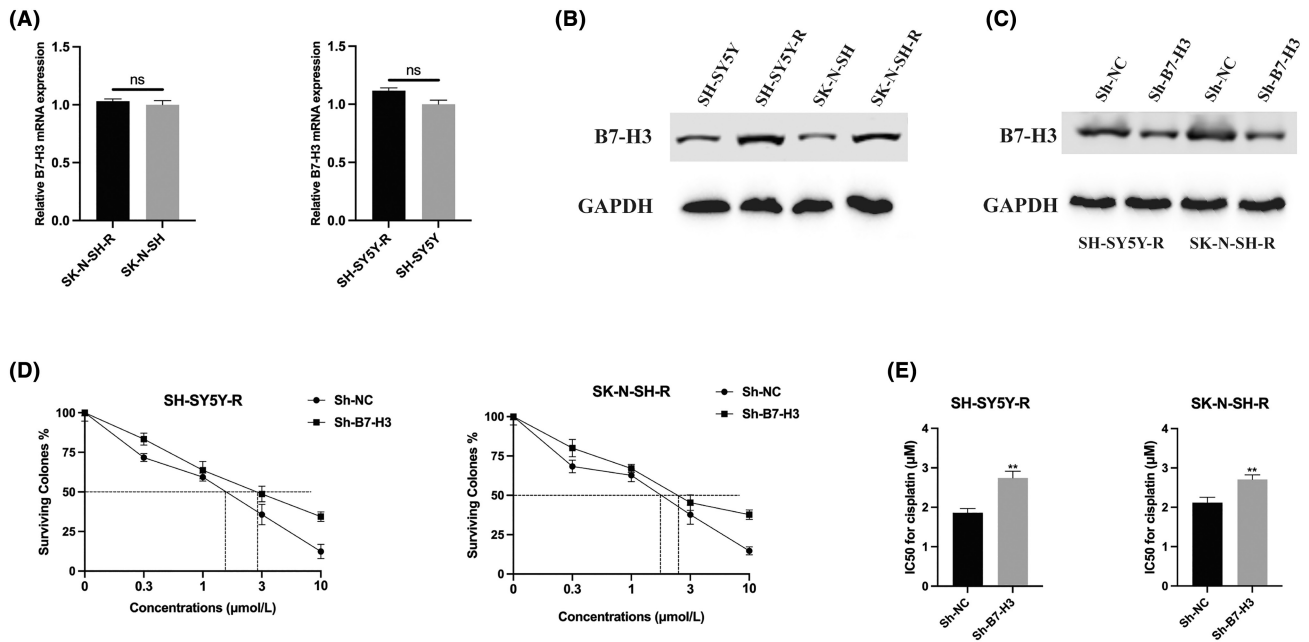 (A)
Relative B7-H3 mRNA expression
1.5
1.0
0.5
0.0
ns
SK-N-SH-R
SK-N-SH
Relative B7-H3 mRNA expression
1.5
1.0
0.5
0.0
ns
SH-SY5Y-R
SH-SY5Y
(B)
SH-SY5Y
SH-SY5Y-R
SK-N-SH
SK-N-SH-R
B7-H3
GAPDH
(C)
Sh-NC
Sh-B7-H3
Sh-NC
Sh-B7-H3
B7-H3
GAPDH
SH-SY5Y-R
SK-N-SH-R
(D)
SH-SY5Y-R
Sh-NC
Sh-B7-H3
Surviving Colones %
100
75
50
25
0
0
0.3
1
3
10
Concentrations (μmol/L)
SK-N-SH-R
Sh-NC
Sh-B7-H3
Surviving Colones %
100
75
50
25
0
0
0.3
1
3
10
Concentrations (μmol/L)
(E)
SH-SY5Y-R
IC50 for cisplatin (μM)
4
3
2
1
0
**
Sh-NC
Sh-B7-H3
SK-N-SH-R
IC50 for cisplatin (μM)
4
3
2
1
0
**
Sh-NC
Sh-B7-H3